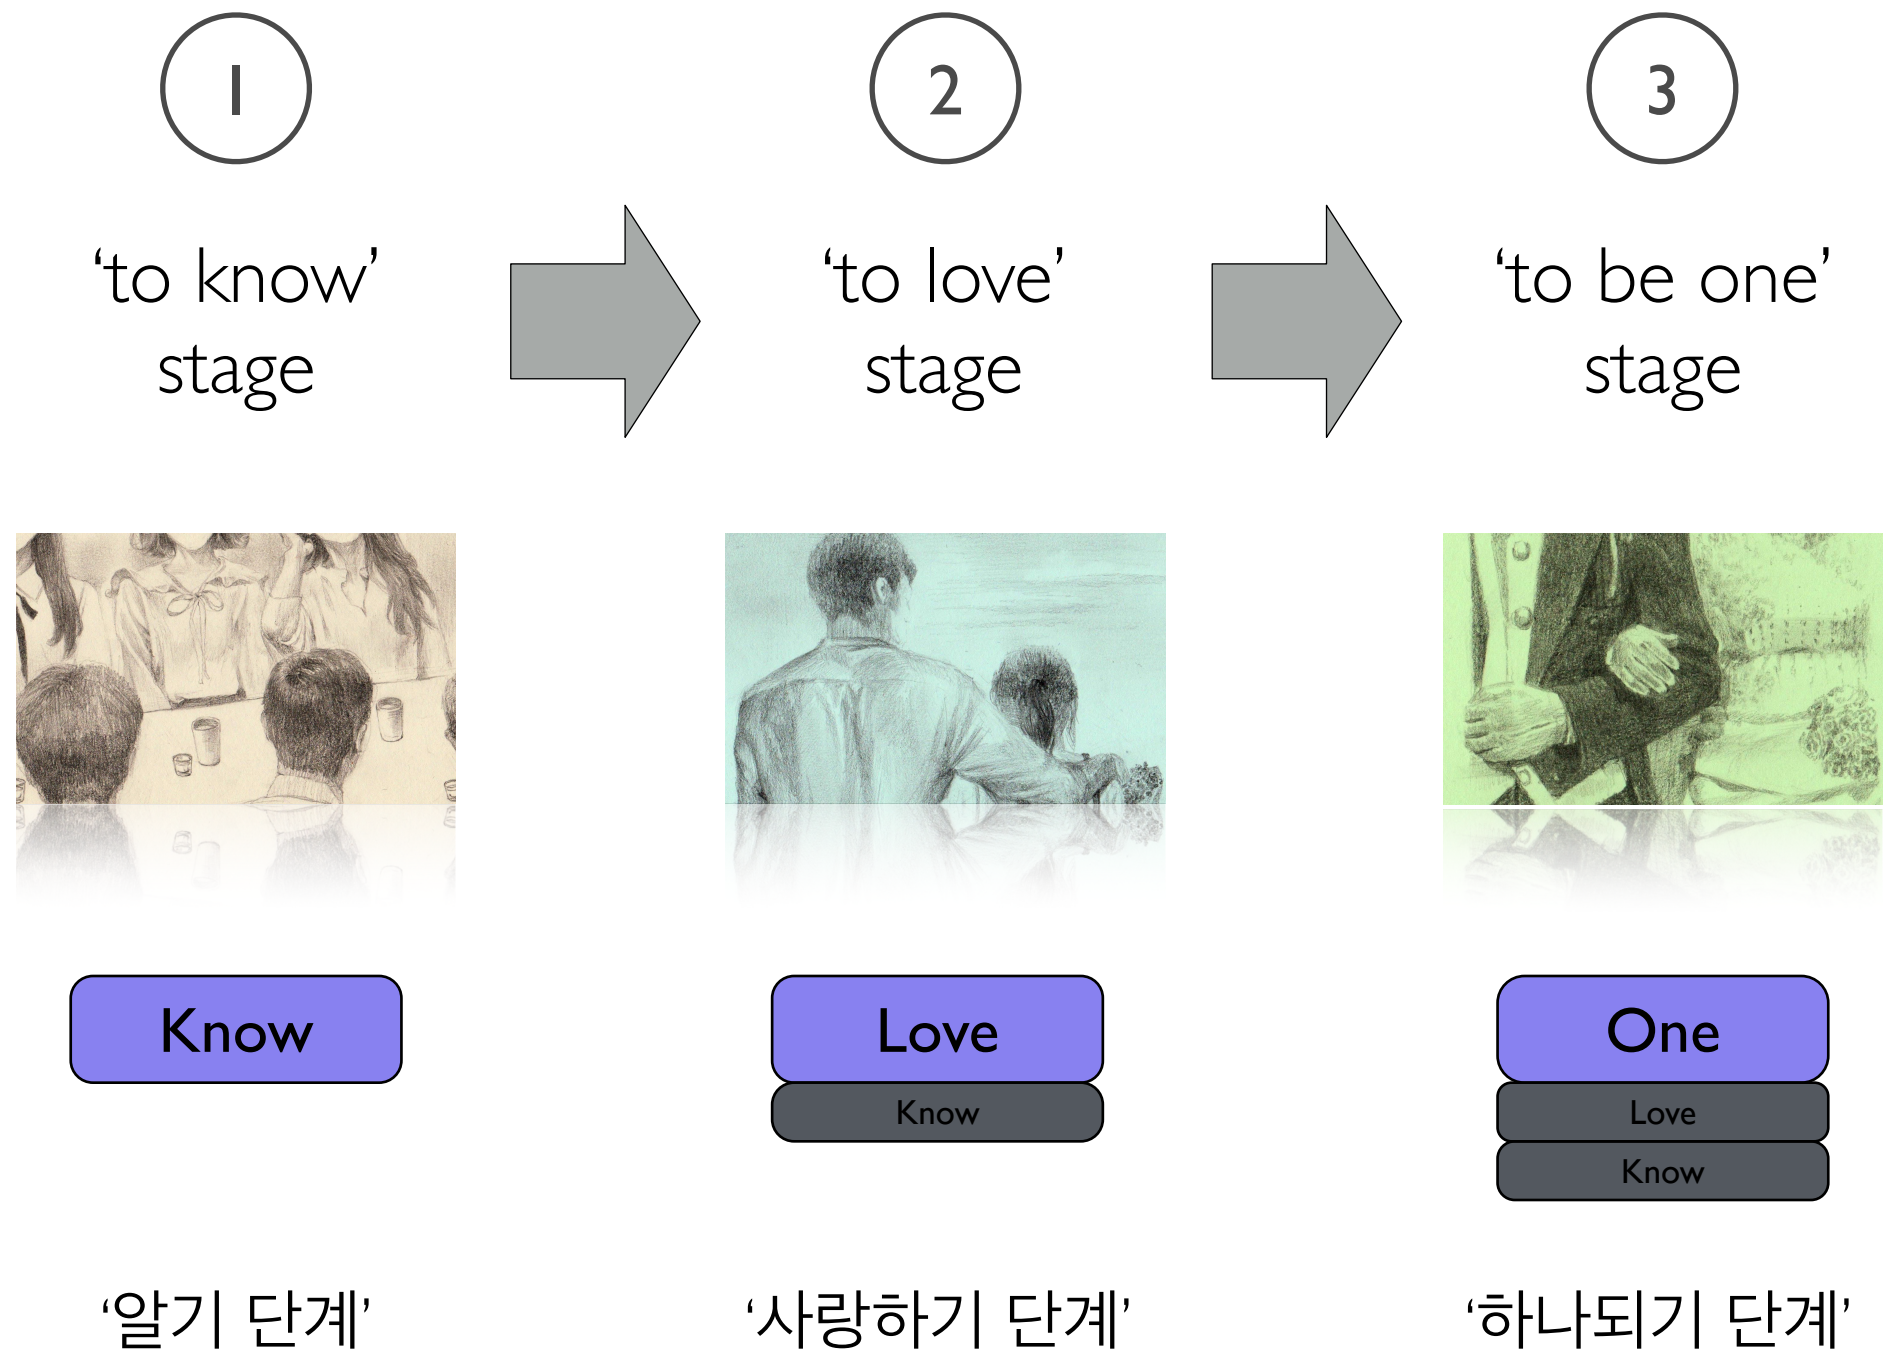 1
2
3
‘to know’
stage
‘to love’
stage
‘to be one’
stage
Know
Love
Know
One
Love
Know
‘알기 단계’
‘사랑하기 단계’
‘하나되기 단계’